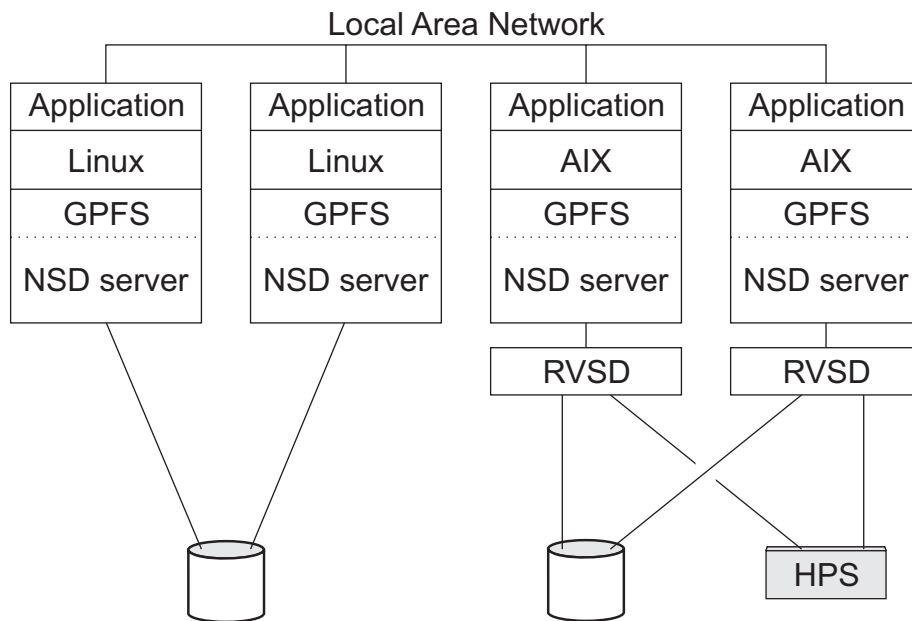 Local Area Network
Application Application Application Application
Linux Linux AIX AIX
GPFS GPFS GPFS GPFS
NSD server NSD server NSD server NSD server
RVSD RVSD
HPS